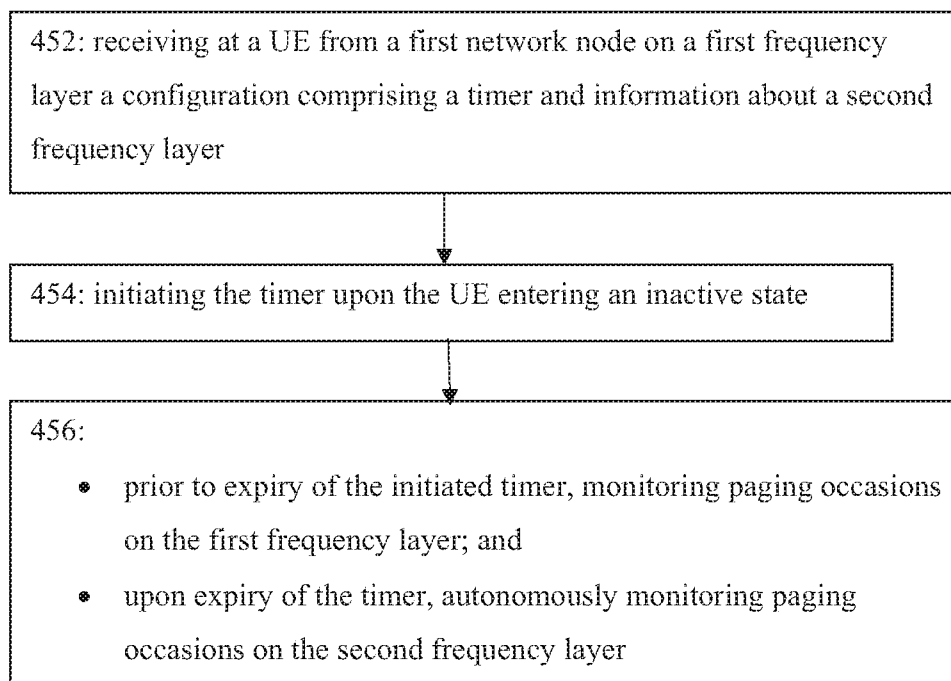 452: receiving at a UE from a first network node on a first frequency
layer a configuration comprising a timer and information about a second
frequency layer
454: initiating the timer upon the UE entering an inactive state
456:
• prior to expiry of the initiated timer, monitoring paging occasions
on the first frequency layer; and
• upon expiry of the timer, autonomously monitoring paging
occasions on the second frequency layer